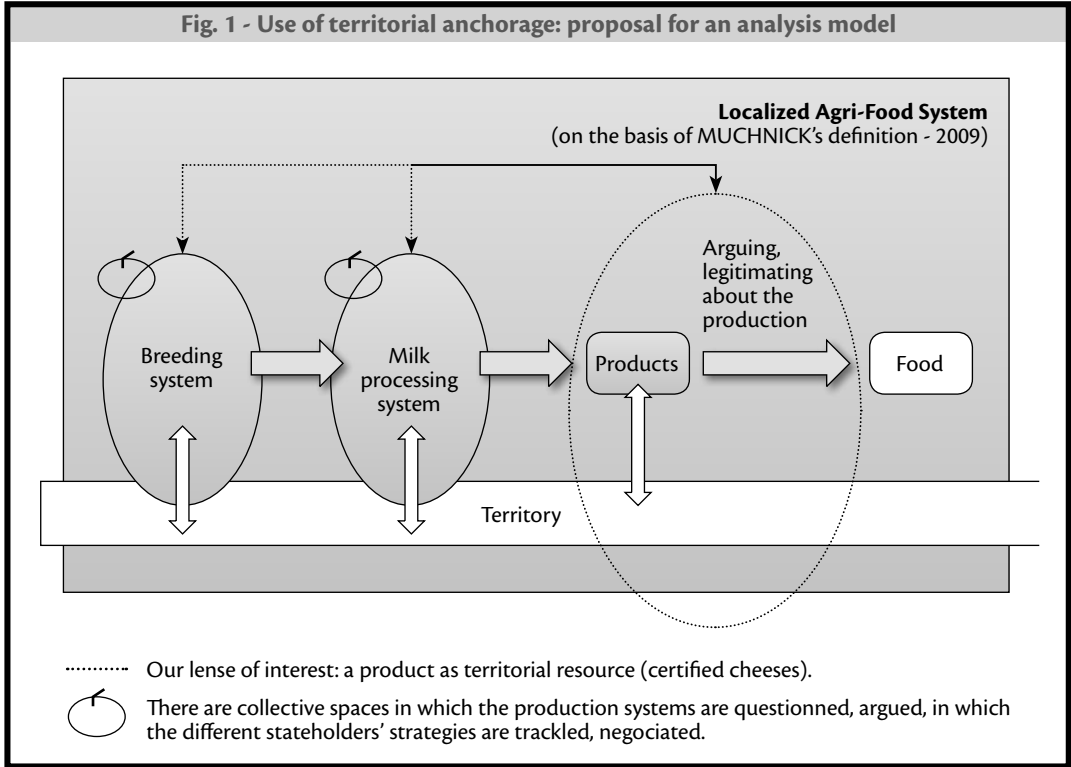 Fig. 1 - Use of territorial anchorage: proposal for an analysis model
Localized Agri-Food System
(on the basis of MUCHNICK's definition - 2009)
Arguing,
legitimating
about the
production
Breeding
system
Milk
processing
system
Products
Food
Territory
Our lense of interest: a product as territorial resource (certified cheeses).
There are collective spaces in which the production systems are questionned, argued, in which
the different stateholders' strategies are trackled, negociated.